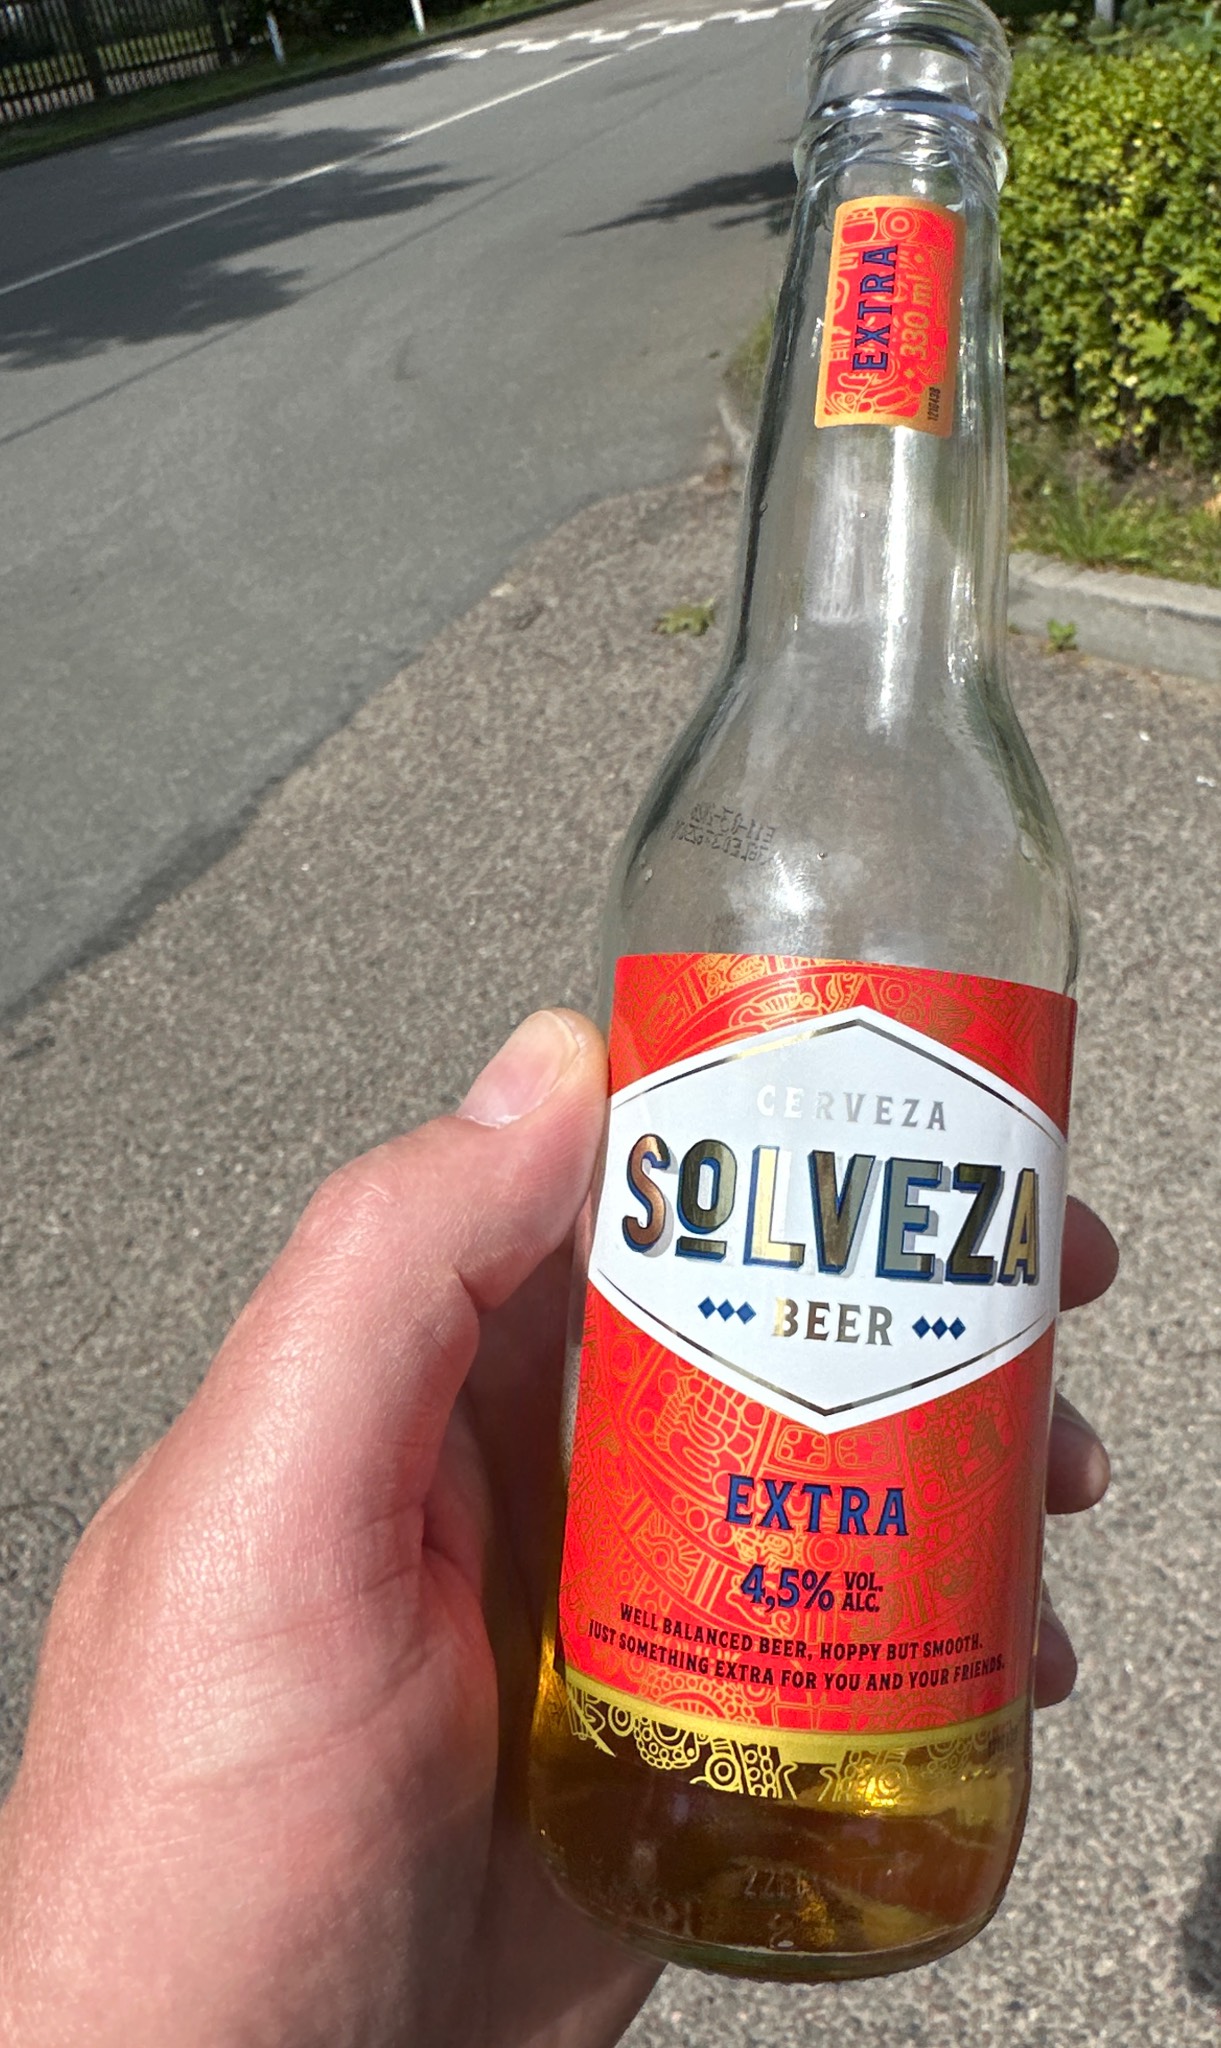 EXTRA
330 ml
1210438
CERVEZA
SOLVEZA
BEER
EXTRA
4,5% VOL. ALC.
WELL BALANCED BEER, HOPPY BUT SMOOTH.
JUST SOMETHING EXTRA FOR YOU AND YOUR FRIENDS.